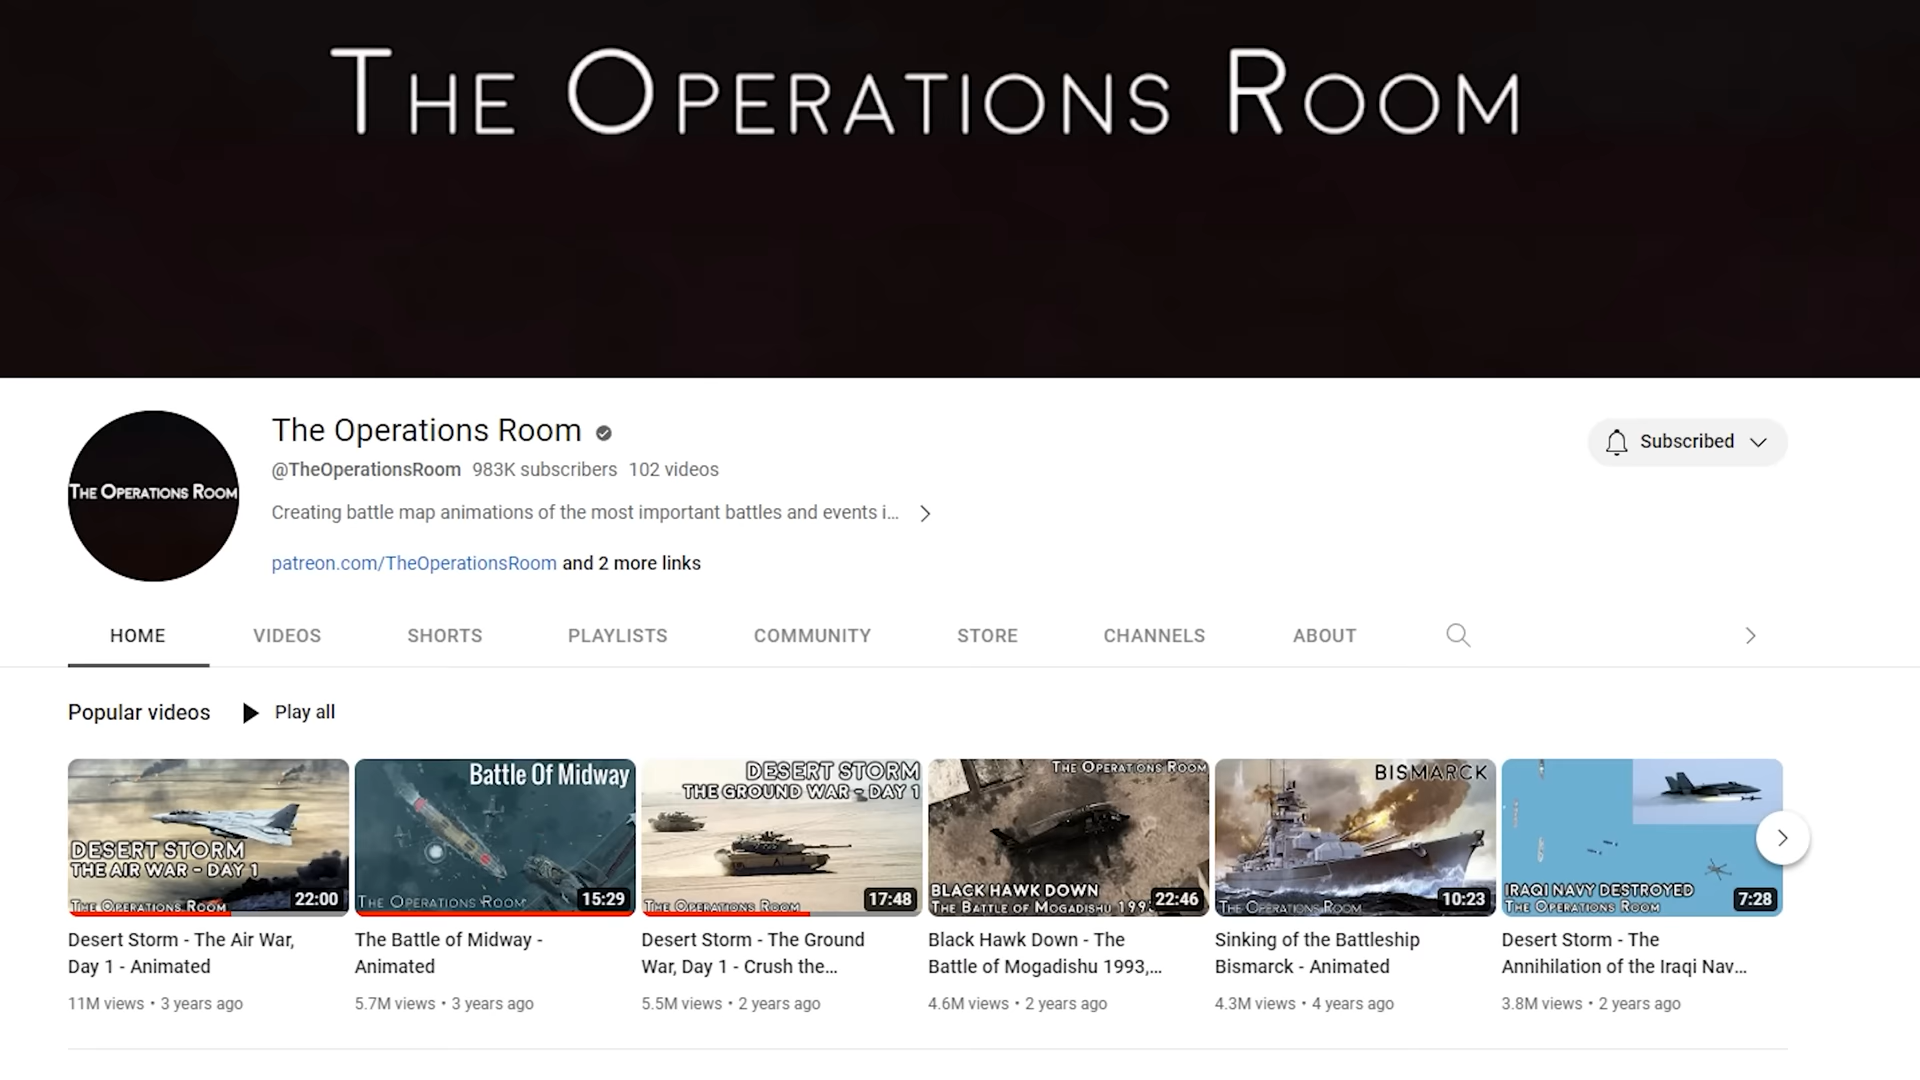 The Operations Room
The Operations Room
@TheOperationsRoom 983K subscribers 102 videos
Creating battle map animations of the most important battles and events i...
The Operations Room
patreon.com/TheOperationsRoom and 2 more links
Subscribed
HOME VIDEOS SHORTS PLAYLISTS COMMUNITY STORE CHANNELS ABOUT
Popular videos Play all
DESERT STORM
THE AIR WAR - DAY 1
The Operations Room
22:00
Desert Storm - The Air War,
Day 1 - Animated
11M views • 3 years ago
Battle Of Midway
The Operations Room
15:29
The Battle of Midway -
Animated
5.7M views • 3 years ago
DESERT STORM
THE GROUND WAR - DAY 1
The Operations Room
17:48
Desert Storm - The Ground
War, Day 1 - Crush the...
5.5M views • 2 years ago
The Operations Room
BLACK HAWK DOWN
The Battle of Mogadishu 199
22:46
Black Hawk Down - The
Battle of Mogadishu 1993,...
4.6M views • 2 years ago
BISMARCK
The Operations Room
10:23
Sinking of the Battleship
Bismarck - Animated
4.3M views • 4 years ago
IRAQI NAVY DESTROYED
The Operations Room
7:28
Desert Storm - The
Annihilation of the Iraqi Nav...
3.8M views • 2 years ago